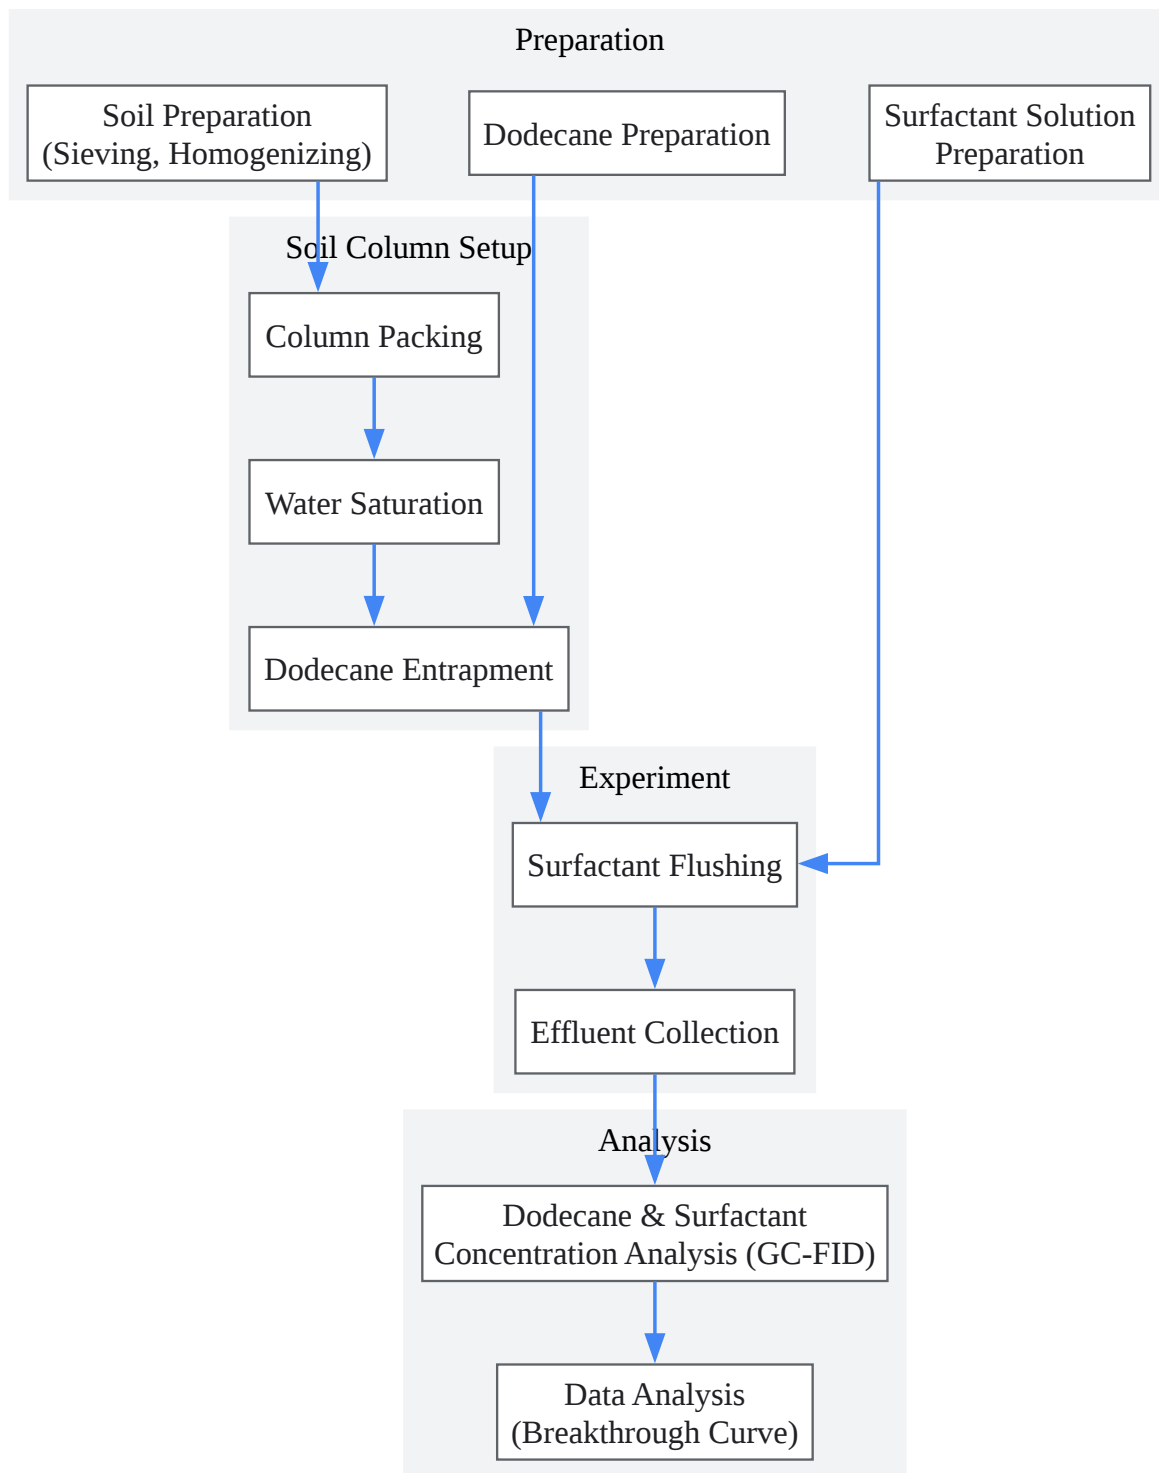 Preparation
Soil Preparation
(Sieving, Homogenizing)
Dodecane Preparation
Surfactant Solution
Preparation
Soil Column Setup
Column Packing
Water Saturation
Dodecane Entrapment
Experiment
Surfactant Flushing
Effluent Collection
Analysis
Dodecane & Surfactant
Concentration Analysis (GC-FID)
Data Analysis
(Breakthrough Curve)